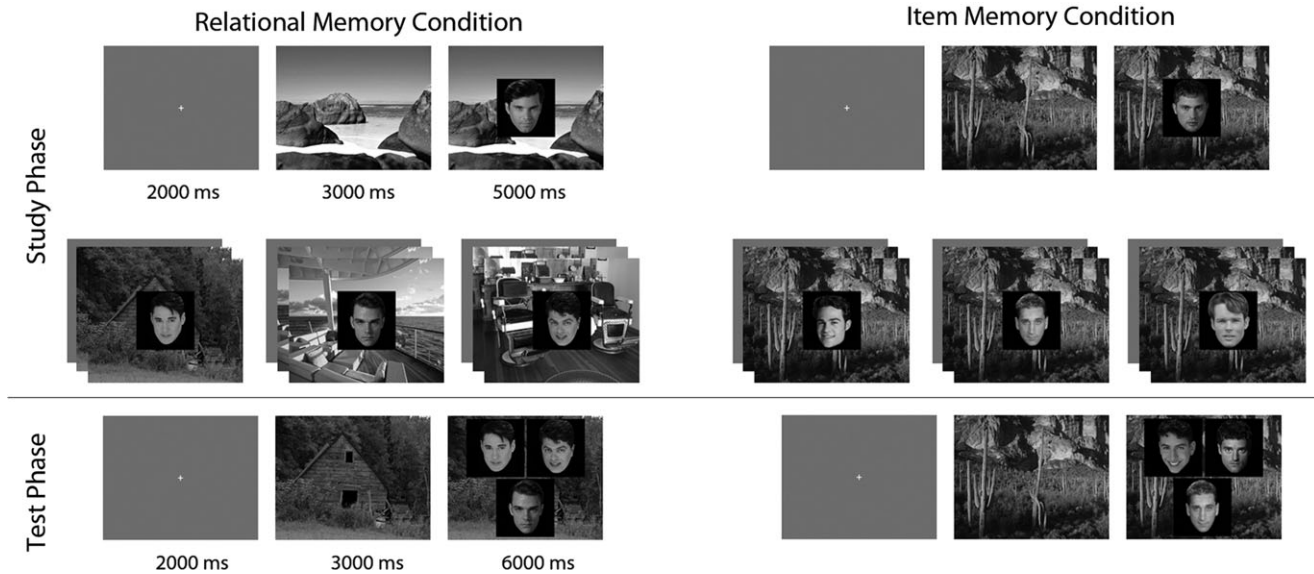 Relational Memory Condition
Item Memory Condition
Study Phase
2000 ms
3000 ms
5000 ms
Test Phase
2000 ms
3000 ms
6000 ms